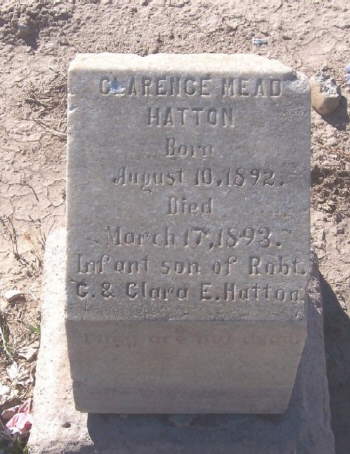 CLARENCE MEAD
HATTON
Born
August 10, 1892.
Died
March 17, 1893.
Infant son of Robt.
C. & Clara E. Hatton